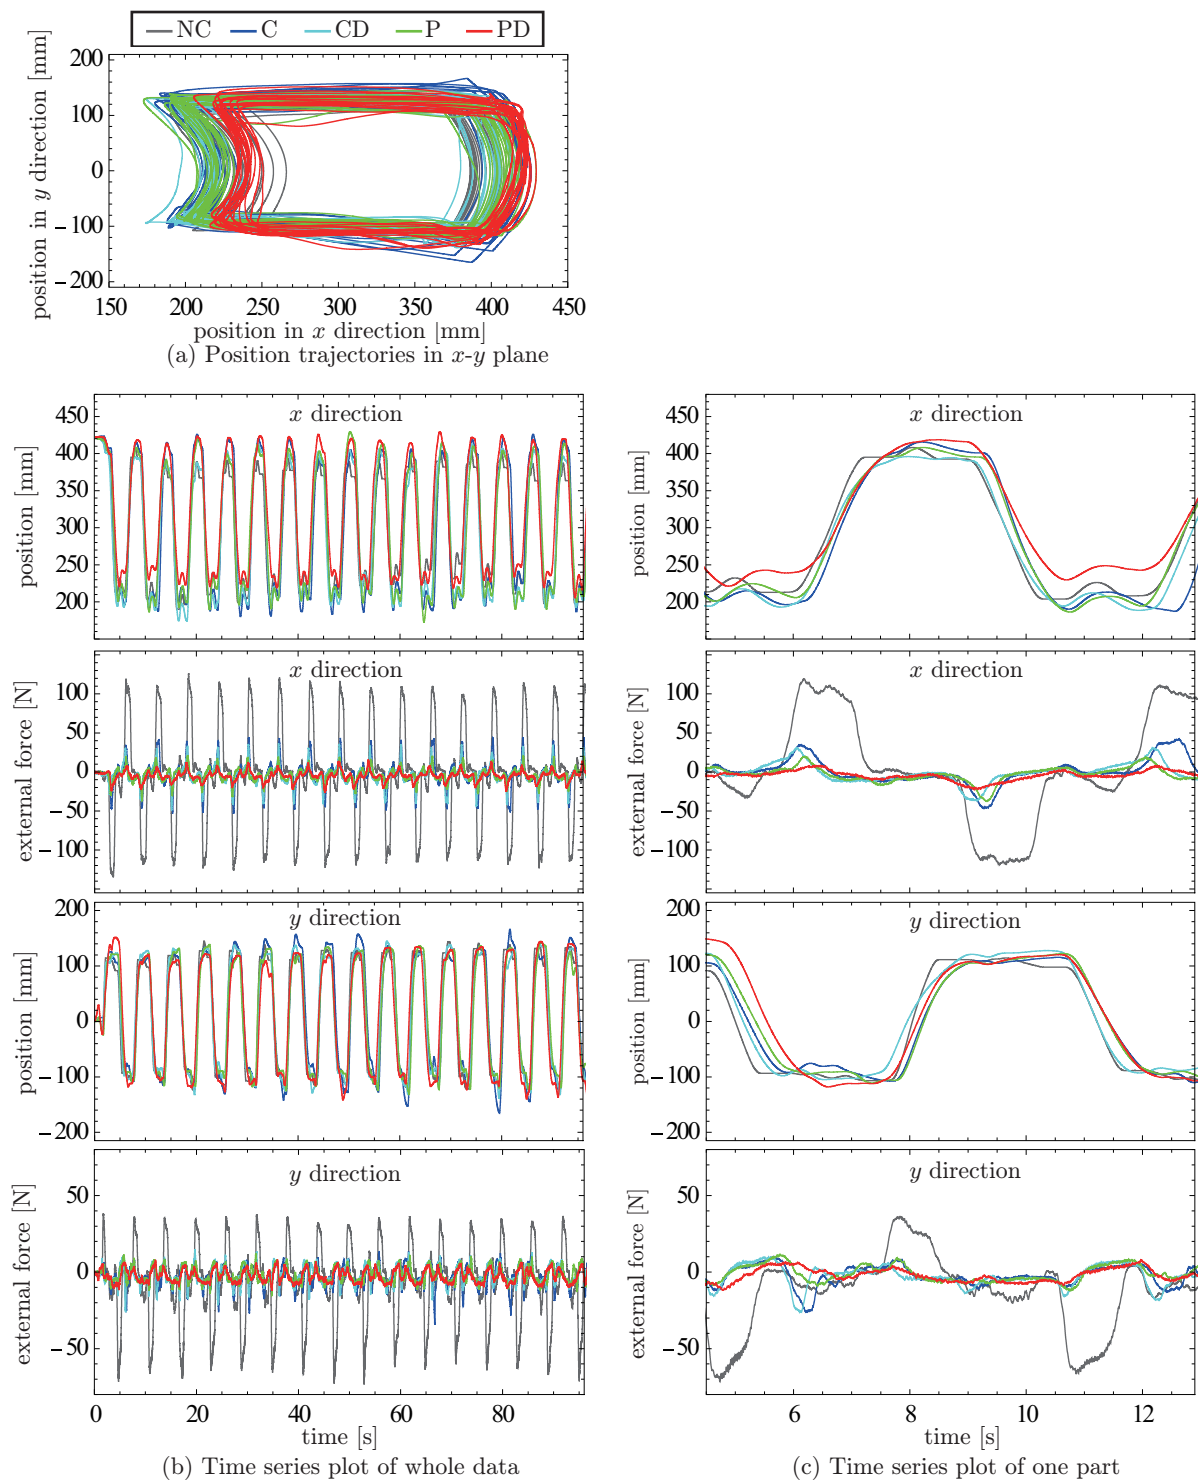 NC C CD P PD
position in y direction [mm]
200
100
0
−100
−200
150 200 250 300 350 400 450
position in x direction [mm]
(a) Position trajectories in x-y plane
x direction
position [mm]
450
400
350
300
250
200
x direction
external force [N]
100
50
0
−50
−100
y direction
position [mm]
200
100
0
−100
−200
y direction
external force [N]
50
0
−50
0 20 40 60 80
time [s]
(b) Time series plot of whole data
x direction
position [mm]
450
400
350
300
250
200
x direction
external force [N]
100
50
0
−50
−100
y direction
position [mm]
200
100
0
−100
−200
y direction
external force [N]
50
0
−50
6 8 10 12
time [s]
(c) Time series plot of one part